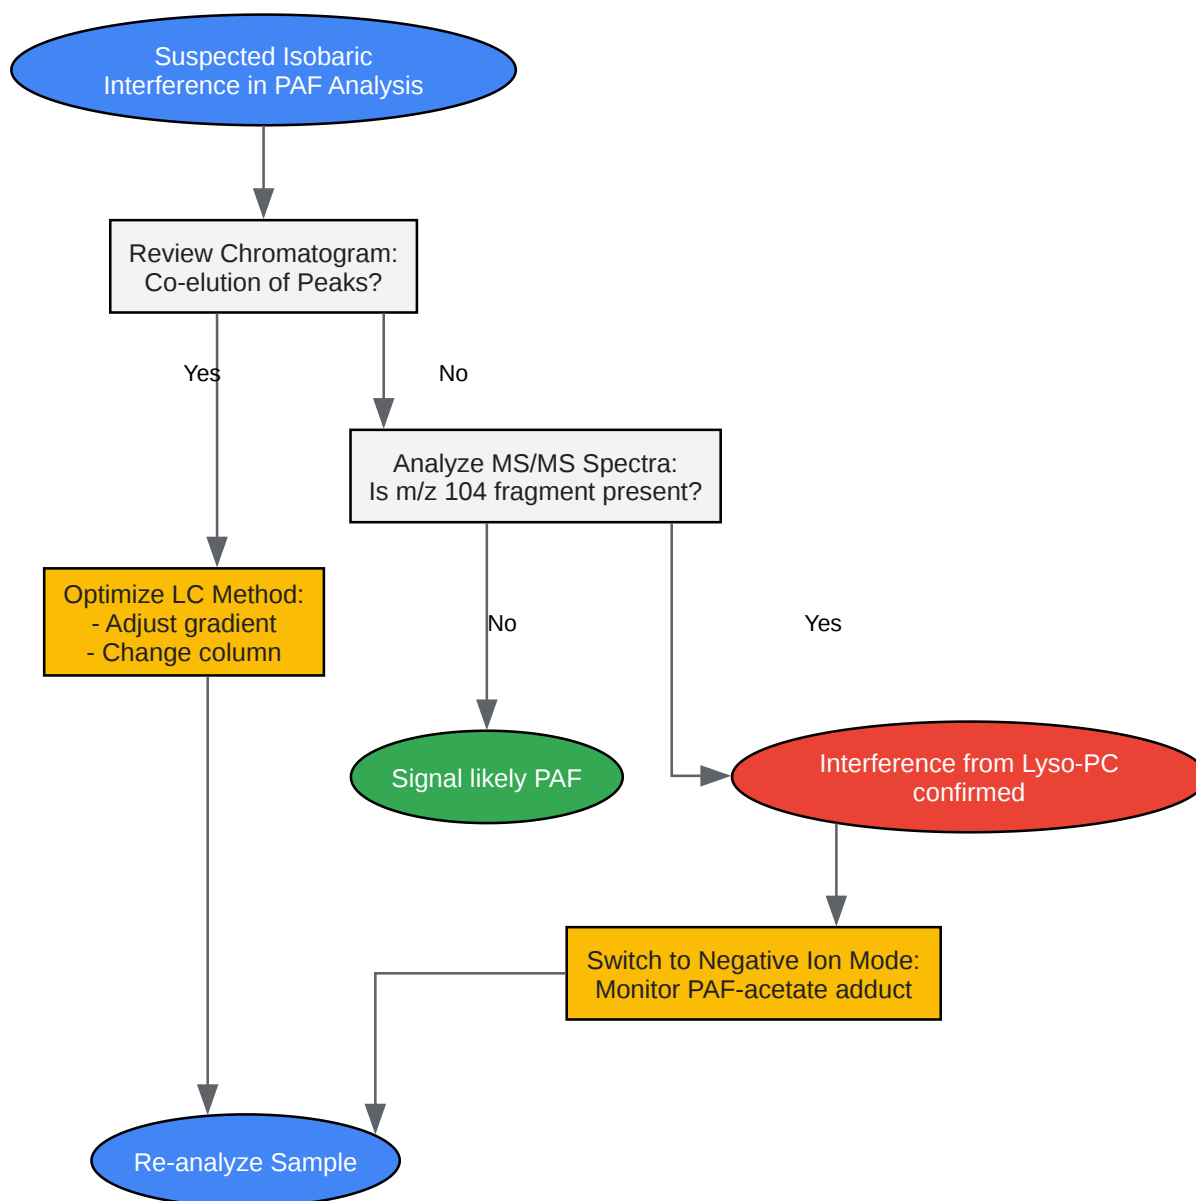 Suspected Isobaric
Interference in PAF Analysis
Review Chromatogram:
Co-elution of Peaks?
Yes
No
Analyze MS/MS Spectra:
Is m/z 104 fragment present?
Optimize LC Method:
- Adjust gradient
- Change column
No
Yes
Signal likely PAF
Interference from Lyso-PC
confirmed
Switch to Negative Ion Mode:
Monitor PAF-acetate adduct
Re-analyze Sample